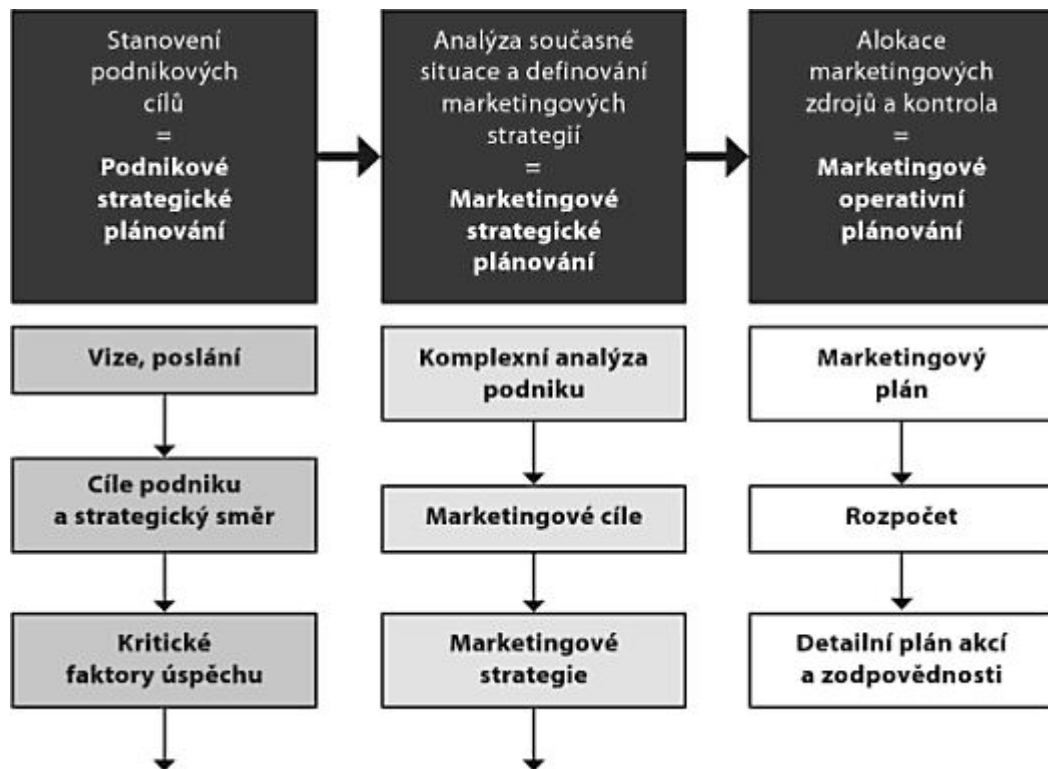 Stanovení
podnikových
cílů
=
Podnikové
strategické
plánování
Analýza současné
situace a definování
marketingových
strategií
=
Marketingové
strategické
plánování
Alokace
marketingových
zdrojů a kontrola
=
Marketingové
operativní
plánování
Vize, poslání
Cíle podniku
a strategický směr
Kritické
faktory úspěchu
Komplexní analýza
podniku
Marketingové cíle
Marketingové
strategie
Marketingový
plán
Rozpočet
Detailní plán akcí
a zodpovědnosti